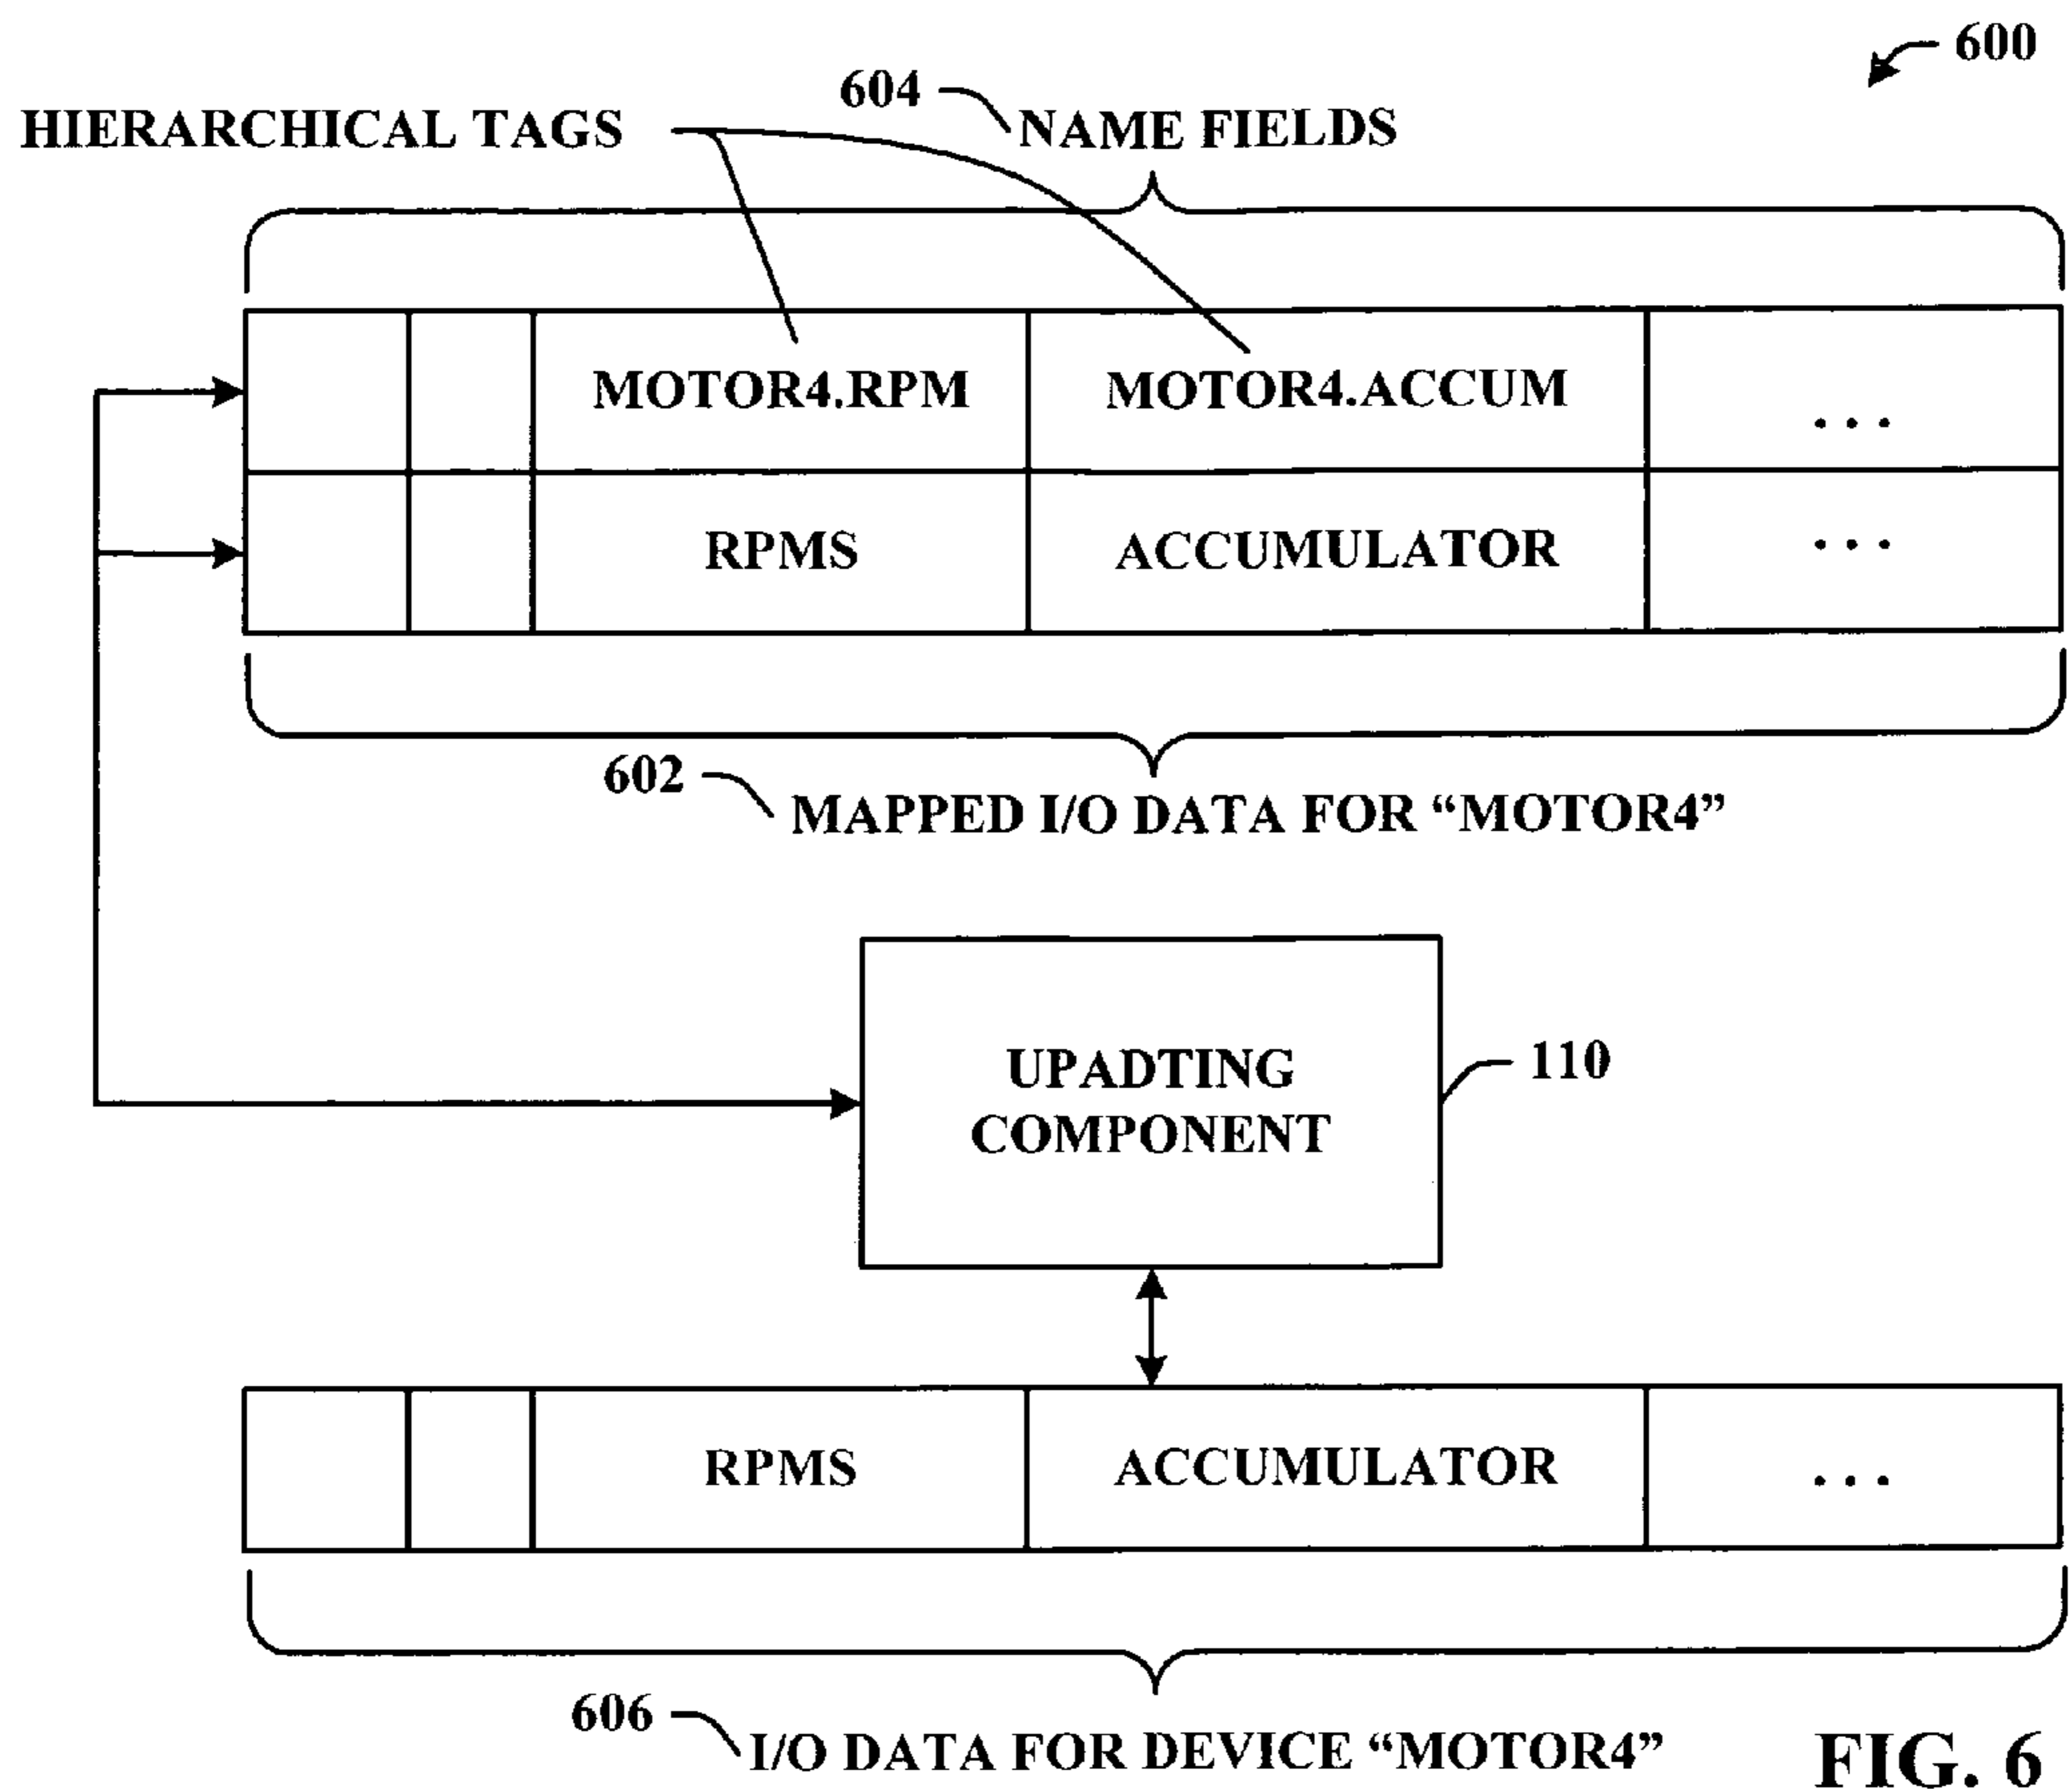 600
604
HIERARCHICAL TAGS
NAME FIELDS
MOTOR4.RPM
MOTOR4.ACCUM
...
RPMS
ACCUMULATOR
...
602
MAPPED I/O DATA FOR “MOTOR4”
UPADTING
COMPONENT
110
RPMS
ACCUMULATOR
...
606
I/O DATA FOR DEVICE “MOTOR4”
FIG. 6